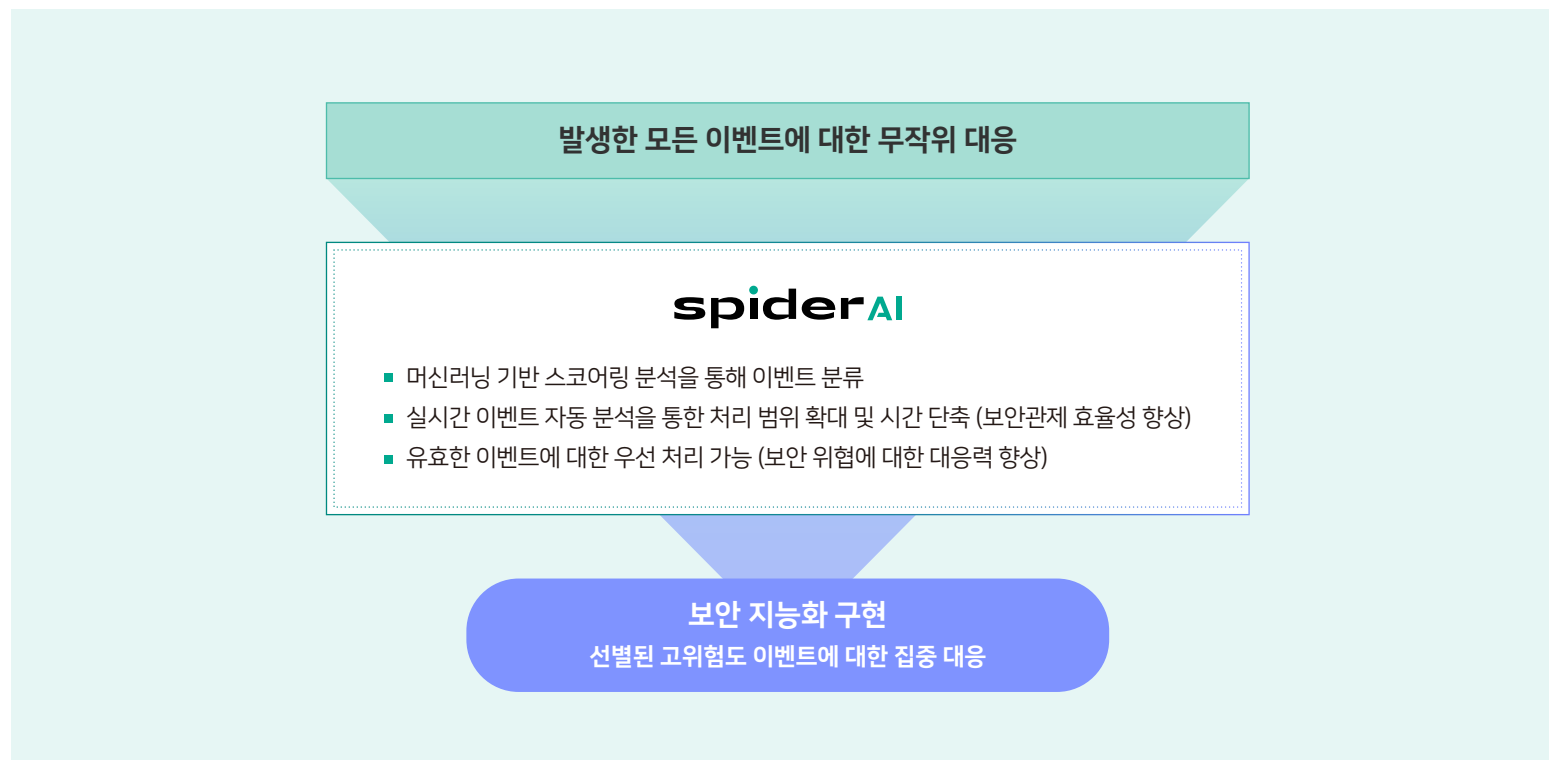 발생한 모든 이벤트에 대한 무작위 대응
spider AI
머신러닝 기반 스코어링 분석을 통해 이벤트 분류
실시간 이벤트 자동 분석을 통한 처리 범위 확대 및 시간 단축 (보안관제 효율성 향상)
유효한 이벤트에 대한 우선 처리 가능 (보안 위협에 대한 대응력 향상)
보안 지능화 구현
선별된 고위험도 이벤트에 대한 집중 대응